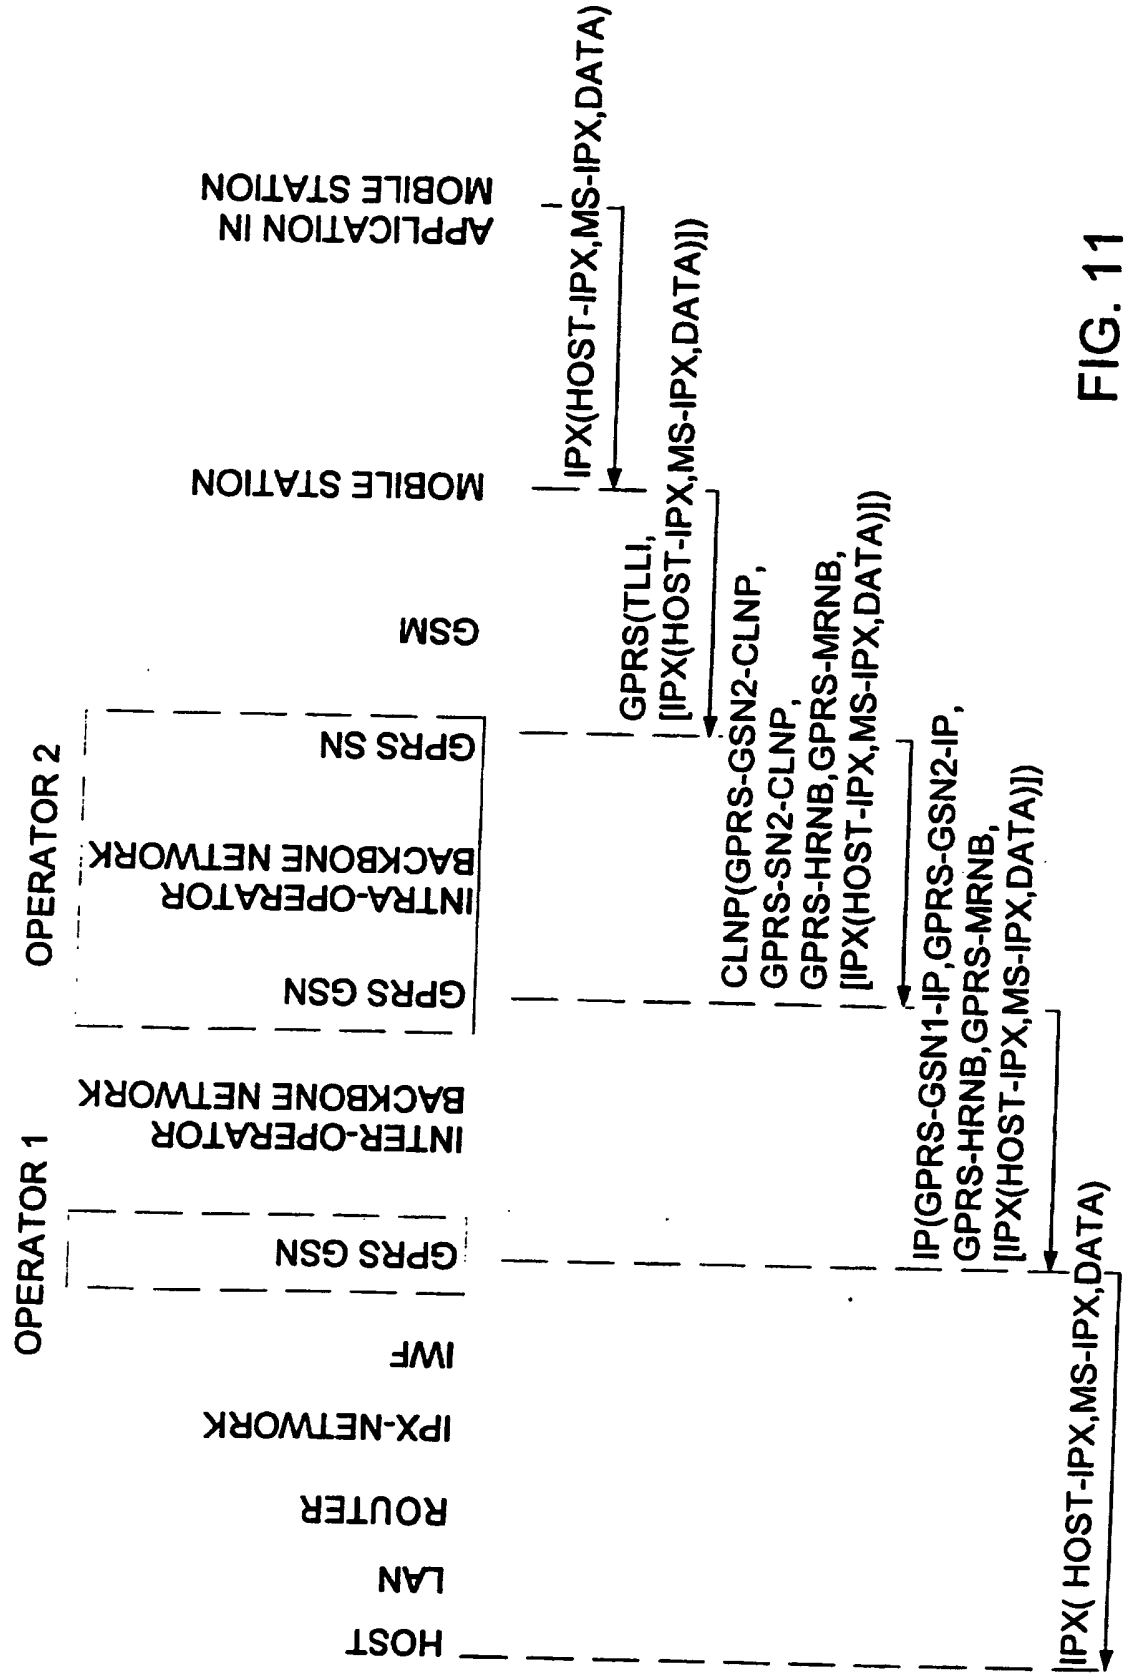 OPERATOR 1
OPERATOR 2
HOST
LAN
ROUTER
IPX-NETWORK
IWF
GPRS GSN
INTER-OPERATOR
BACKBONE NETWORK
GPRS GSN
INTRA-OPERATOR
BACKBONE NETWORK
GPRS SN
GSM
MOBILE STATION
APPLICATION IN
MOBILE STATION
IPX(HOST-IPX,MS-IPX,DATA)
GPRS(TLLI,
[IPX(HOST-IPX,MS-IPX,DATA)])
CLNP(GPRS-GSN2-CLNP,
GPRS-SN2-CLNP,
GPRS-HRNB,GPRS-MRNB,
[IPX(HOST-IPX,MS-IPX,DATA)])
IP(GPRS-GSN1-IP,GPRS-GSN2-IP,
GPRS-HRNB,GPRS-MRNB,
[IPX(HOST-IPX,MS-IPX,DATA)])
IPX( HOST-IPX,MS-IPX,DATA)
FIG. 11